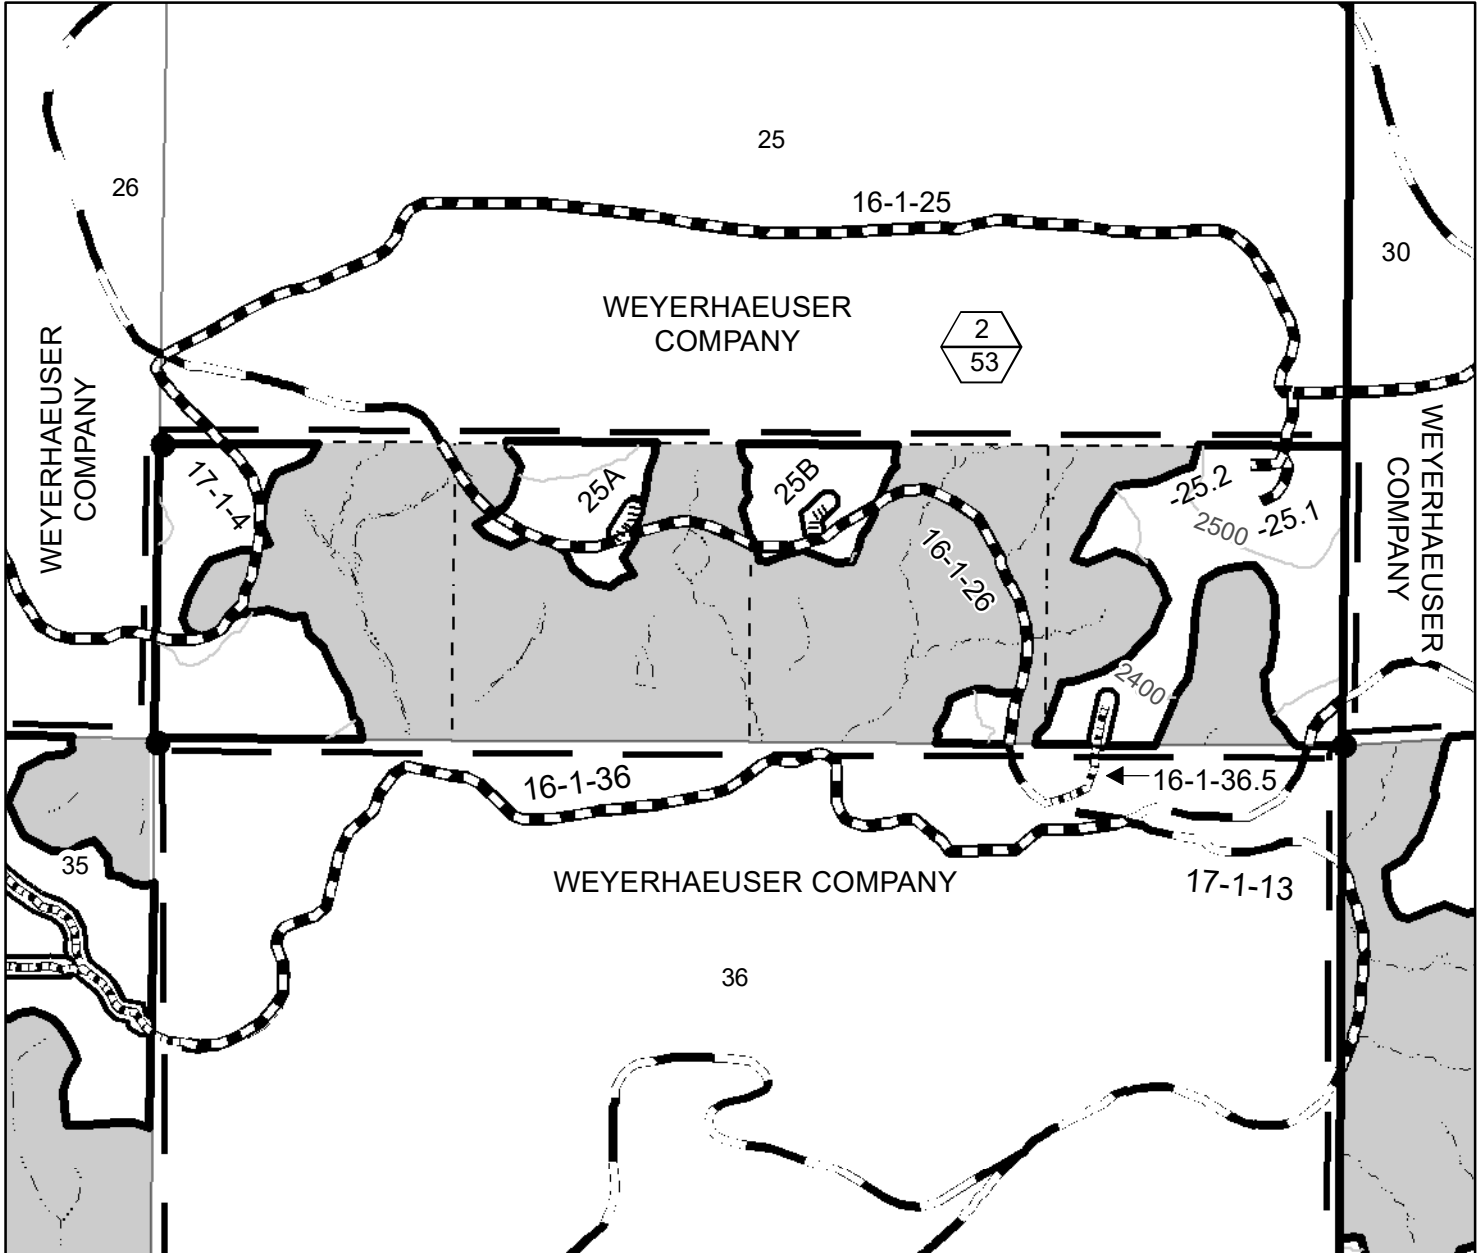 25
26
16-1-25
30
WEYERHAEUSER
COMPANY
2
53
WEYERHAEUSER
COMPANY
WEYERHAEUSER
COMPANY
17-1-4
25A
25B
-25.2
2500
-25.1
16-1-26
2400
16-1-36
16-1-36.5
35
WEYERHAEUSER COMPANY
17-1-13
36